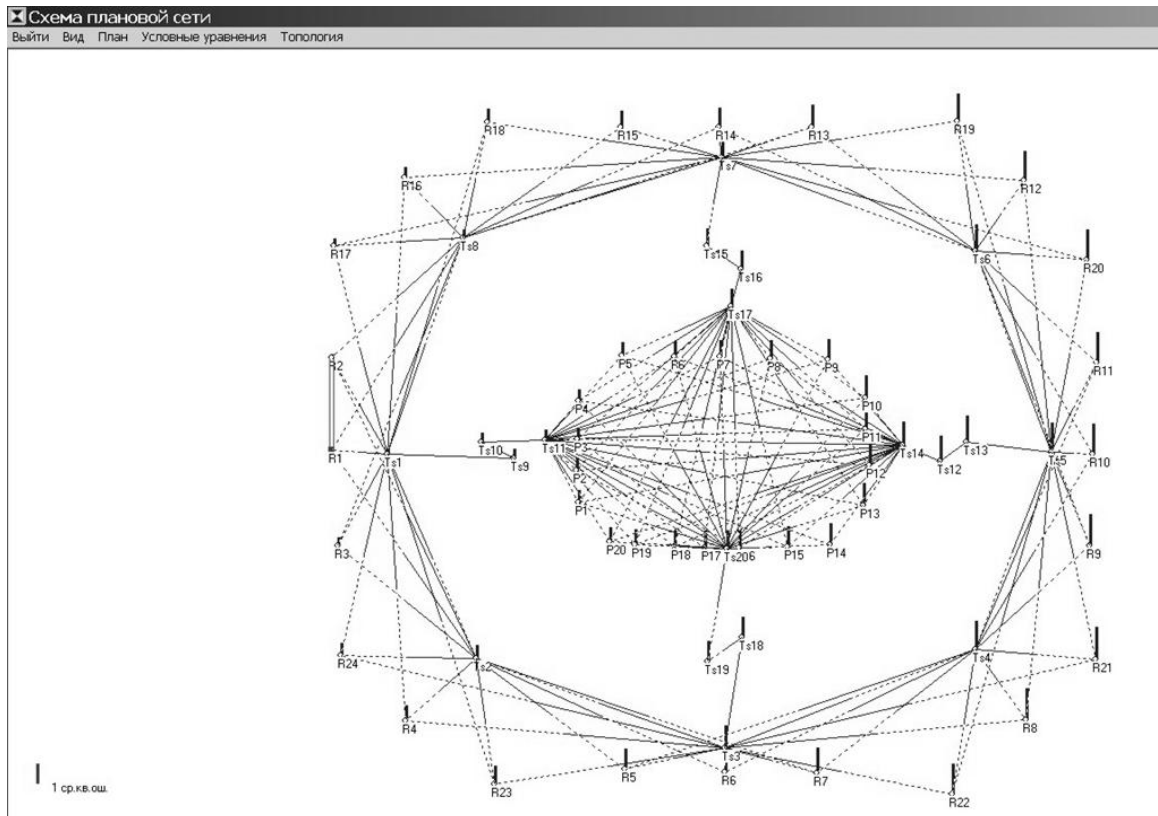 Схема плановой сети
Выйти Вид План Условные уравнения Топология
R18 R15 R14 R13 R19
Ts7
R16 R12
Ts8 Ts6
R17 R20
Ts15
Ts16
Ts17
R2 P5 R6 P7 P8 P9 R11
P4 P10
P11
R1 Ts1 Ts10 Ts9 Ts11 P3 Ts14 Ts12 Ts13 Ts5 R10
P2 P12
P1 P13
R3 P20 P19 P18 P17 Ts206 P15 P14 R9
Ts18
R24 Ts2 Ts19 Ts4 R21
R4 R8
Ts3
R23 R5 R6 R7 R22
1 ср.кв.ош.